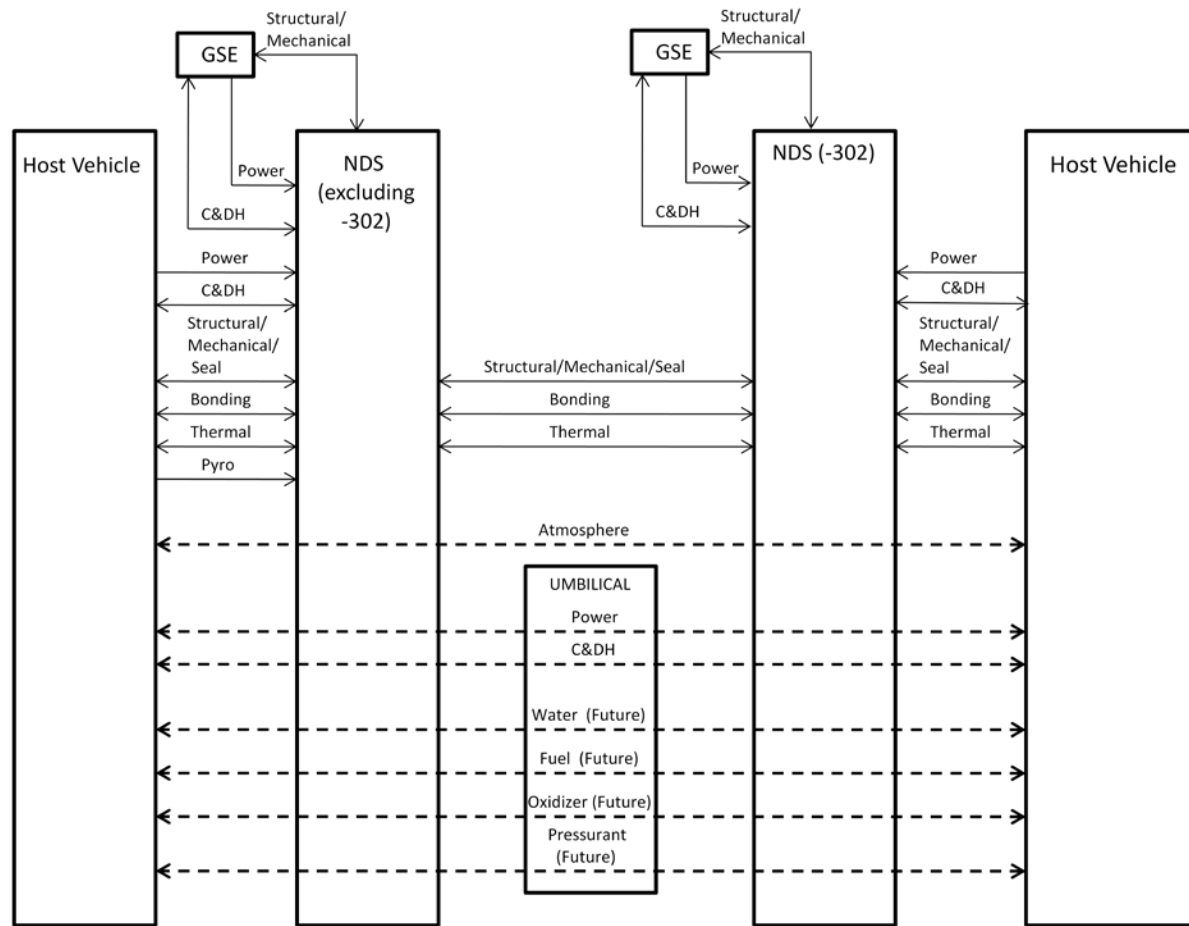 Structural/
Mechanical
GSE
Structural/
Mechanical
GSE
Host Vehicle
NDS
(excluding
-302)
NDS (-302)
Host Vehicle
Power
C&DH
Power
C&DH
Power
C&DH
Structural/
Mechanical/
Seal
Bonding
Thermal
Pyro
Structural/Mechanical/Seal
Bonding
Thermal
Power
C&DH
Structural/
Mechanical/
Seal
Bonding
Thermal
Atmosphere
UMBILICAL
Power
C&DH
Water (Future)
Fuel (Future)
Oxidizer (Future)
Pressurant
(Future)